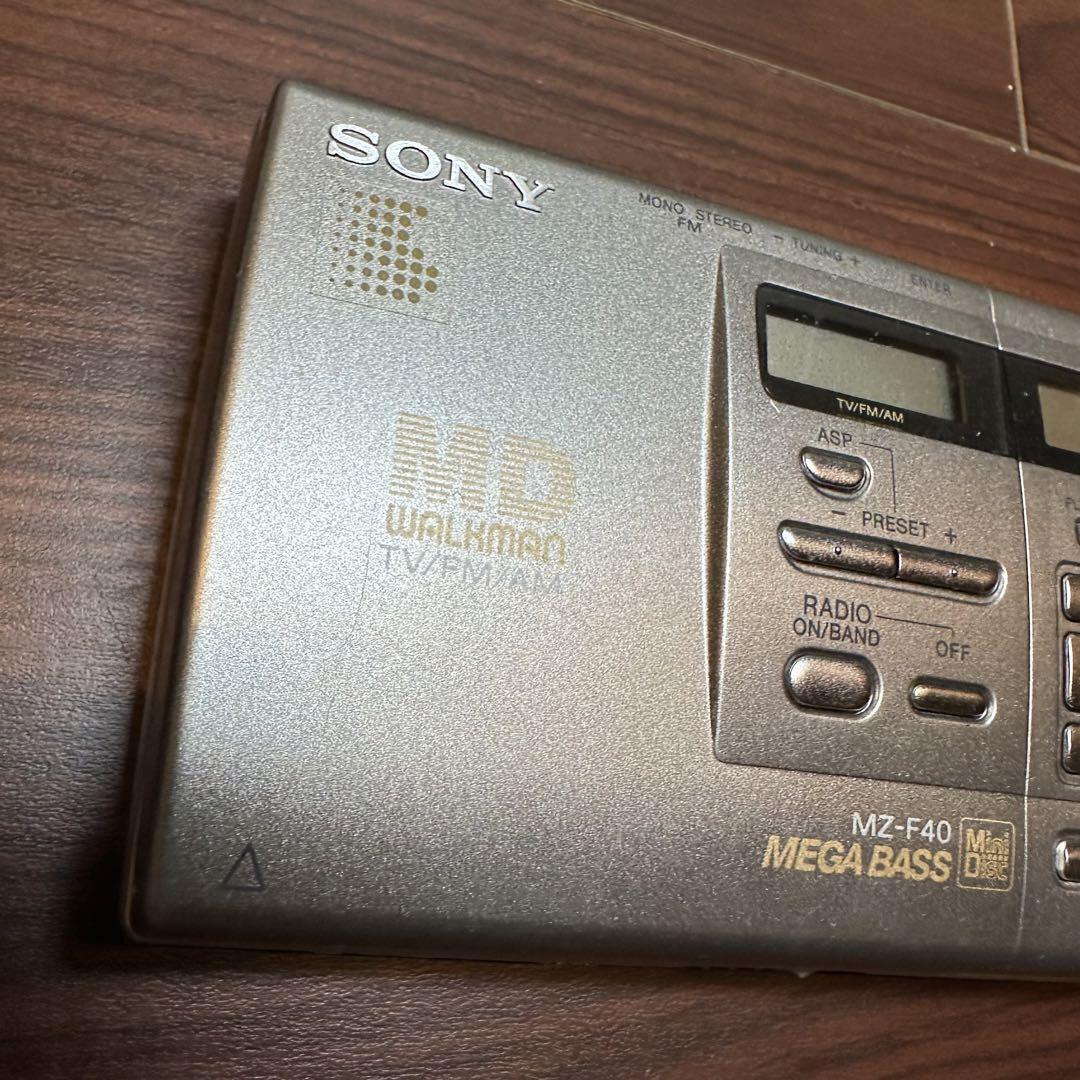 SONY
MONO STEREO
FM
- TUNING +
ENTER
TV/FM/AM
MD
WALKMAN
TV/FM/AM
ASP
- PRESET +
RADIO
ON/BAND
OFF
MZ-F40
MEGA BASS
Mini
Disc